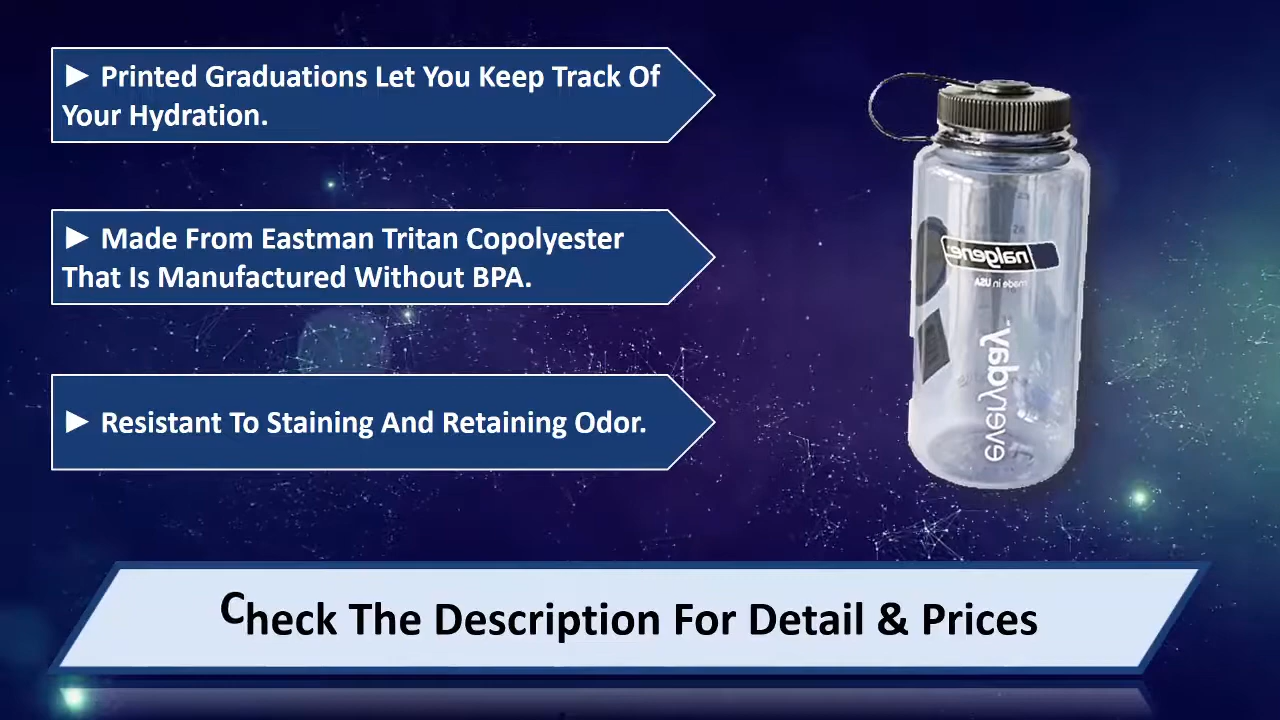 ► Printed Graduations Let You Keep Track Of
Your Hydration.
► Made From Eastman Tritan Copolyester
That Is Manufactured Without BPA.
► Resistant To Staining And Retaining Odor.
nalgene
made in USA
everyday
Check The Description For Detail & Prices